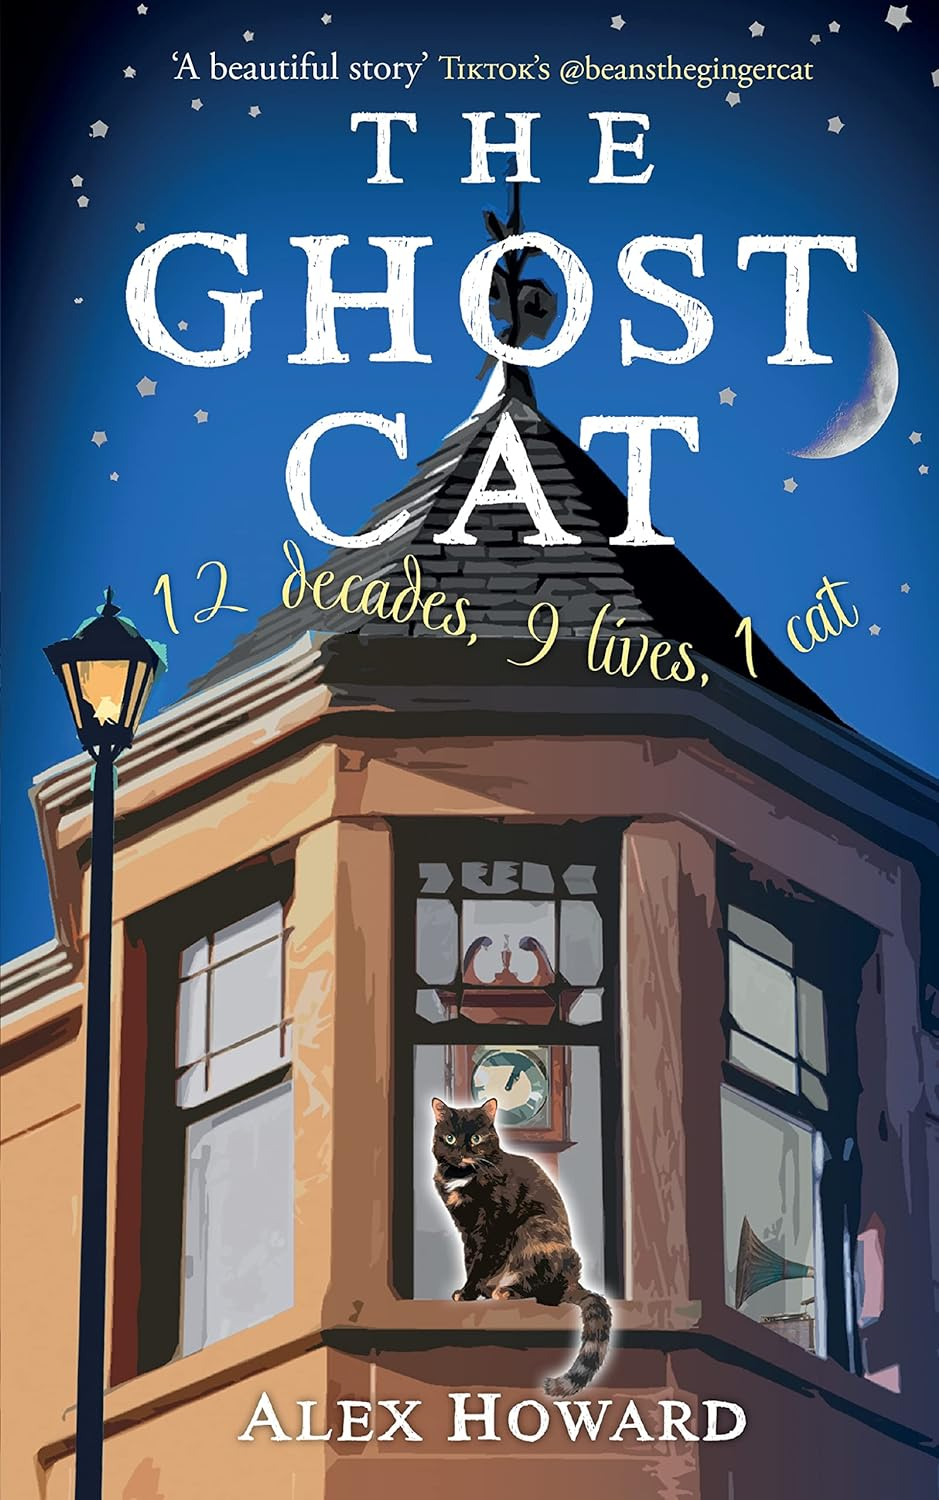 ‘A beautiful story’ TIKTOK’S @beansthegingercat
THE
GHOST
CAT
12 decades, 9 lives, 1 cat
ALEX HOWARD